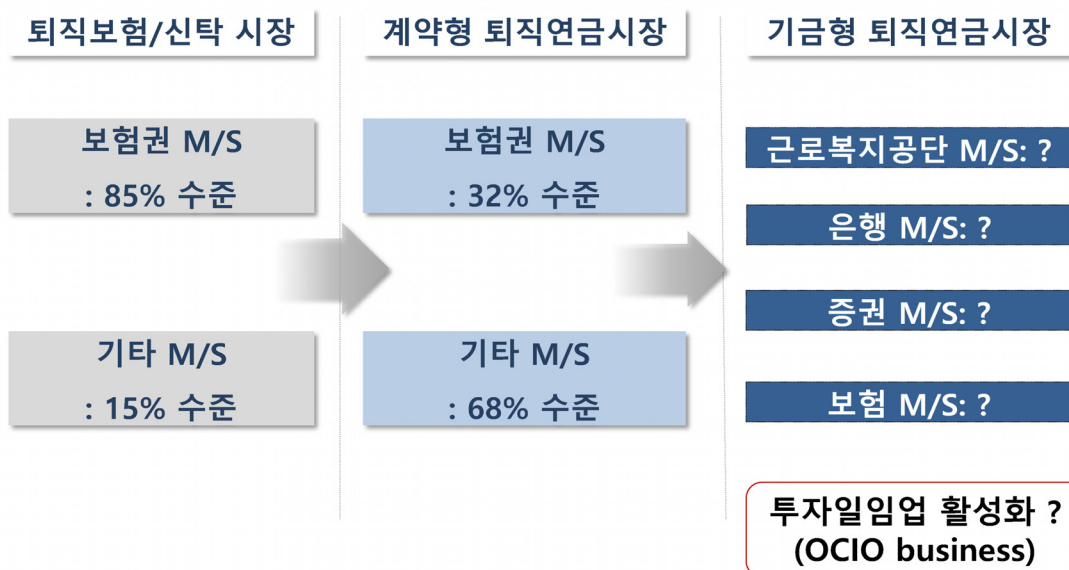 퇴직보험/신탁 시장
보험권 M/S
: 85% 수준
기타 M/S
: 15% 수준
계약형 퇴직연금시장
보험권 M/S
: 32% 수준
기타 M/S
: 68% 수준
기금형 퇴직연금시장
근로복지공단 M/S: ?
은행 M/S: ?
증권 M/S: ?
보험 M/S: ?
투자일임업 활성화 ?
(OCIO business)